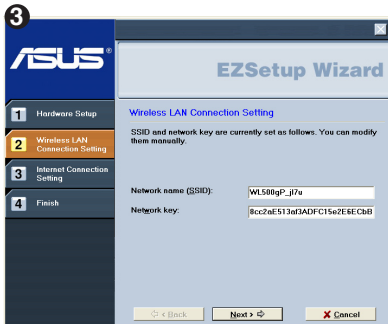 3
ASUS®
EZSetup Wizard
1 Hardware Setup
2 Wireless LAN
Connection Setting
3 Internet Connection
Setting
4 Finish
Wireless LAN Connection Setting
SSID and network key are currently set as follows. You can modify
them manually.
Network name (SSID): WL500gP_jI7u
Network key: 8cc2aE513af3ADFC15e2E6ECbB
< Back
Next >
Cancel